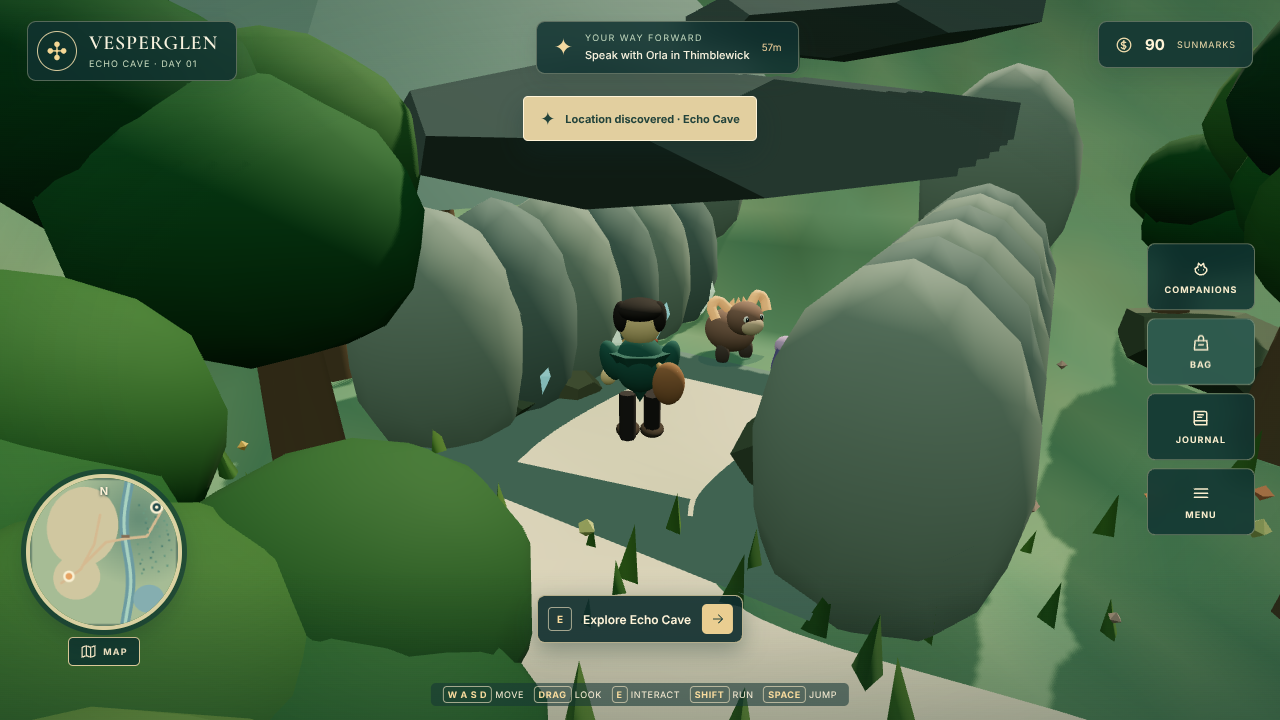 VESPERGLEN
ECHO CAVE · DAY 01
YOUR WAY FORWARD
Speak with Orla in Thimblewick
57m
90 SUNMARKS
Location discovered · Echo Cave
COMPANIONS
BAG
JOURNAL
MENU
N
MAP
E Explore Echo Cave
W A S D MOVE DRAG LOOK E INTERACT SHIFT RUN SPACE JUMP